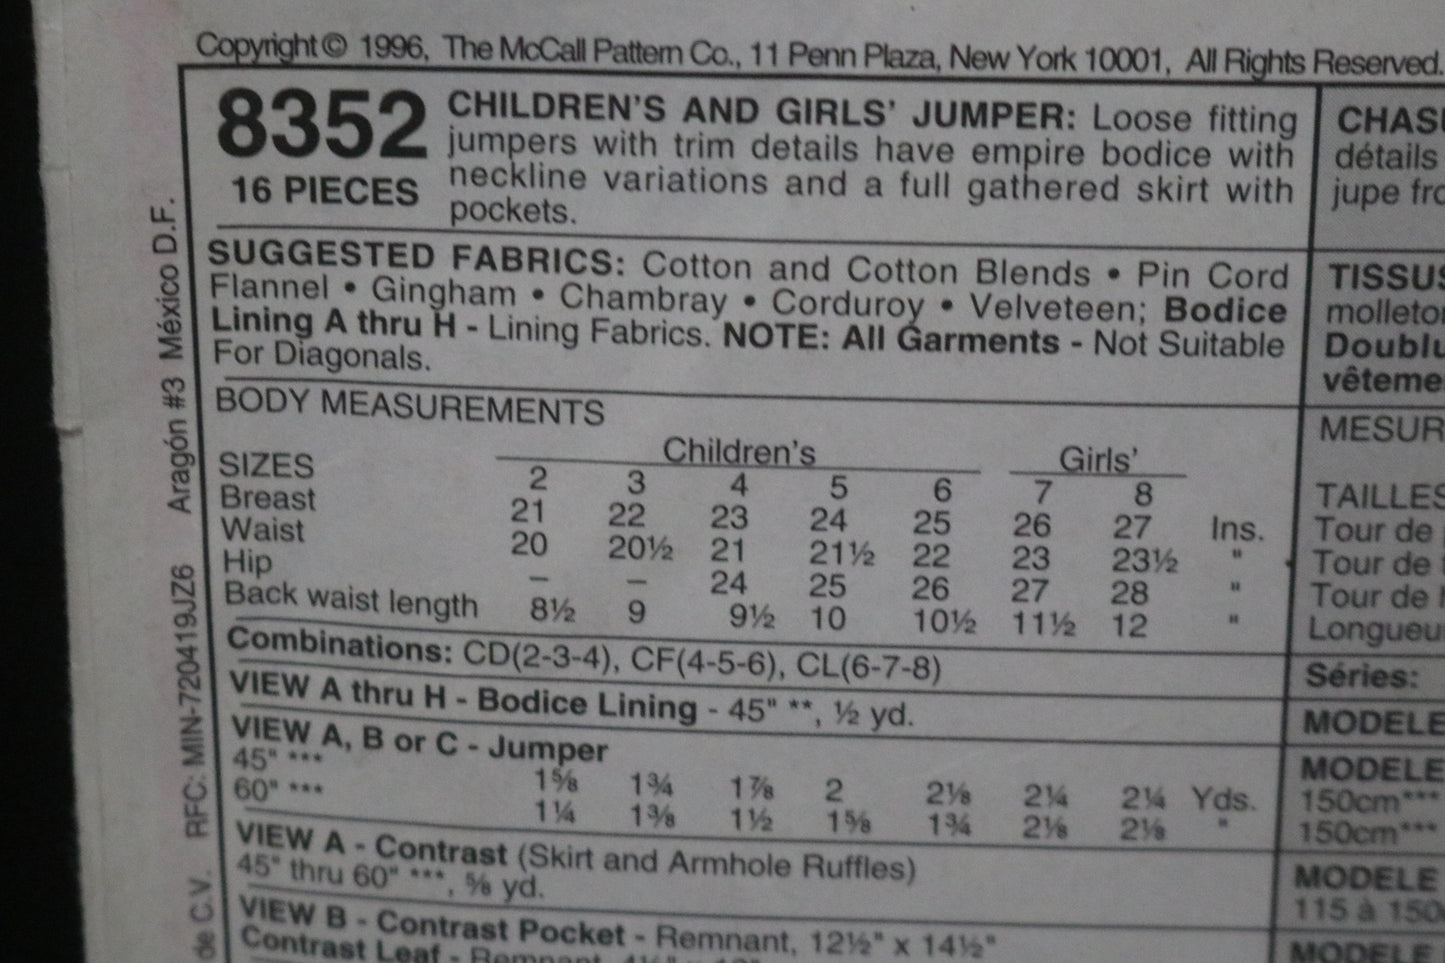 Copyright© 1996, The McCall Pattern Co., 11 Penn Plaza, New York 10001, All Rights Reserved.
8352
16 PIECES
CHILDREN'S AND GIRLS' JUMPER: Loose fitting
jumpers with trim details have empire bodice with
neckline variations and a full gathered skirt with
pockets.
SUGGESTED FABRICS: Cotton and Cotton Blends • Pin Cord
Flannel • Gingham • Chambray • Corduroy • Velveteen; Bodice
Lining A thru H - Lining Fabrics. NOTE: All Garments - Not Suitable
For Diagonals.
BODY MEASUREMENTS
Children's Girls'
SIZES 2 3 4 5 6 7 8
Breast 21 22 23 24 25 26 27 Ins.
Waist 20 20½ 21 21½ 22 23 23½ "
Hip – – 24 25 26 27 28 "
Back waist length 8½ 9 9½ 10 10½ 11½ 12 "
Combinations: CD(2-3-4), CF(4-5-6), CL(6-7-8)
VIEW A thru H - Bodice Lining - 45" **, ½ yd.
VIEW A, B or C - Jumper
45" *** 1⅝ 1¾ 1⅞ 2 2⅛ 2¼ 2¼ Yds.
60" *** 1¼ 1⅜ 1½ 1⅝ 1¾ 2⅛ 2⅛ "
VIEW A - Contrast (Skirt and Armhole Ruffles)
45" thru 60" ***, ⅝ yd.
VIEW B - Contrast Pocket - Remnant, 12½" x 14½"
Contrast Leaf - Remnant,
CHAS
détails
jupe fro
TISSUS
molleto
Doublu
vêteme
MESUR
TAILLES
Tour de
Tour de
Tour de
Longueu
Séries:
MODELE
MODELE
150cm***
150cm***
MODELE
115 à 150
MODELE
de C.V. RFC: MIN-720419JZ6 Aragón #3 México D.F.